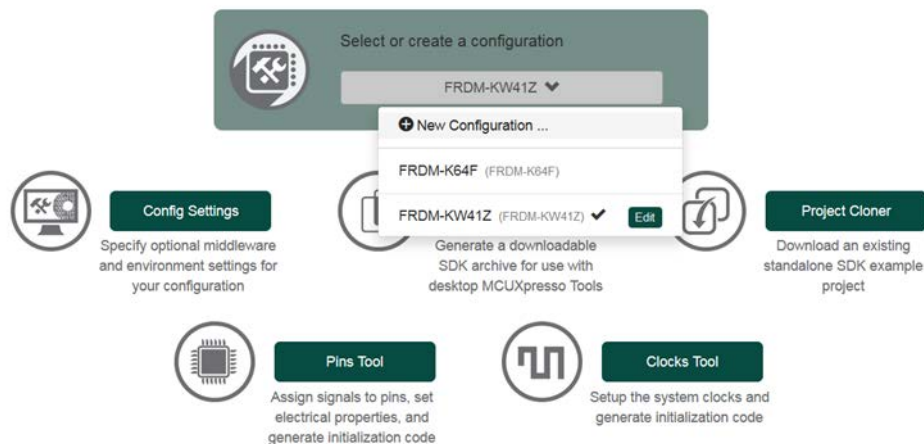 Select or create a configuration
FRDM-KW41Z
New Configuration ...
FRDM-K64F (FRDM-K64F)
FRDM-KW41Z (FRDM-KW41Z) Edit
Config Settings
Specify optional middleware
and environment settings for
your configuration
Generate a downloadable
SDK archive for use with
desktop MCUXpresso Tools
Project Cloner
Download an existing
standalone SDK example
project
Pins Tool
Assign signals to pins, set
electrical properties, and
generate initialization code
Clocks Tool
Setup the system clocks and
generate initialization code